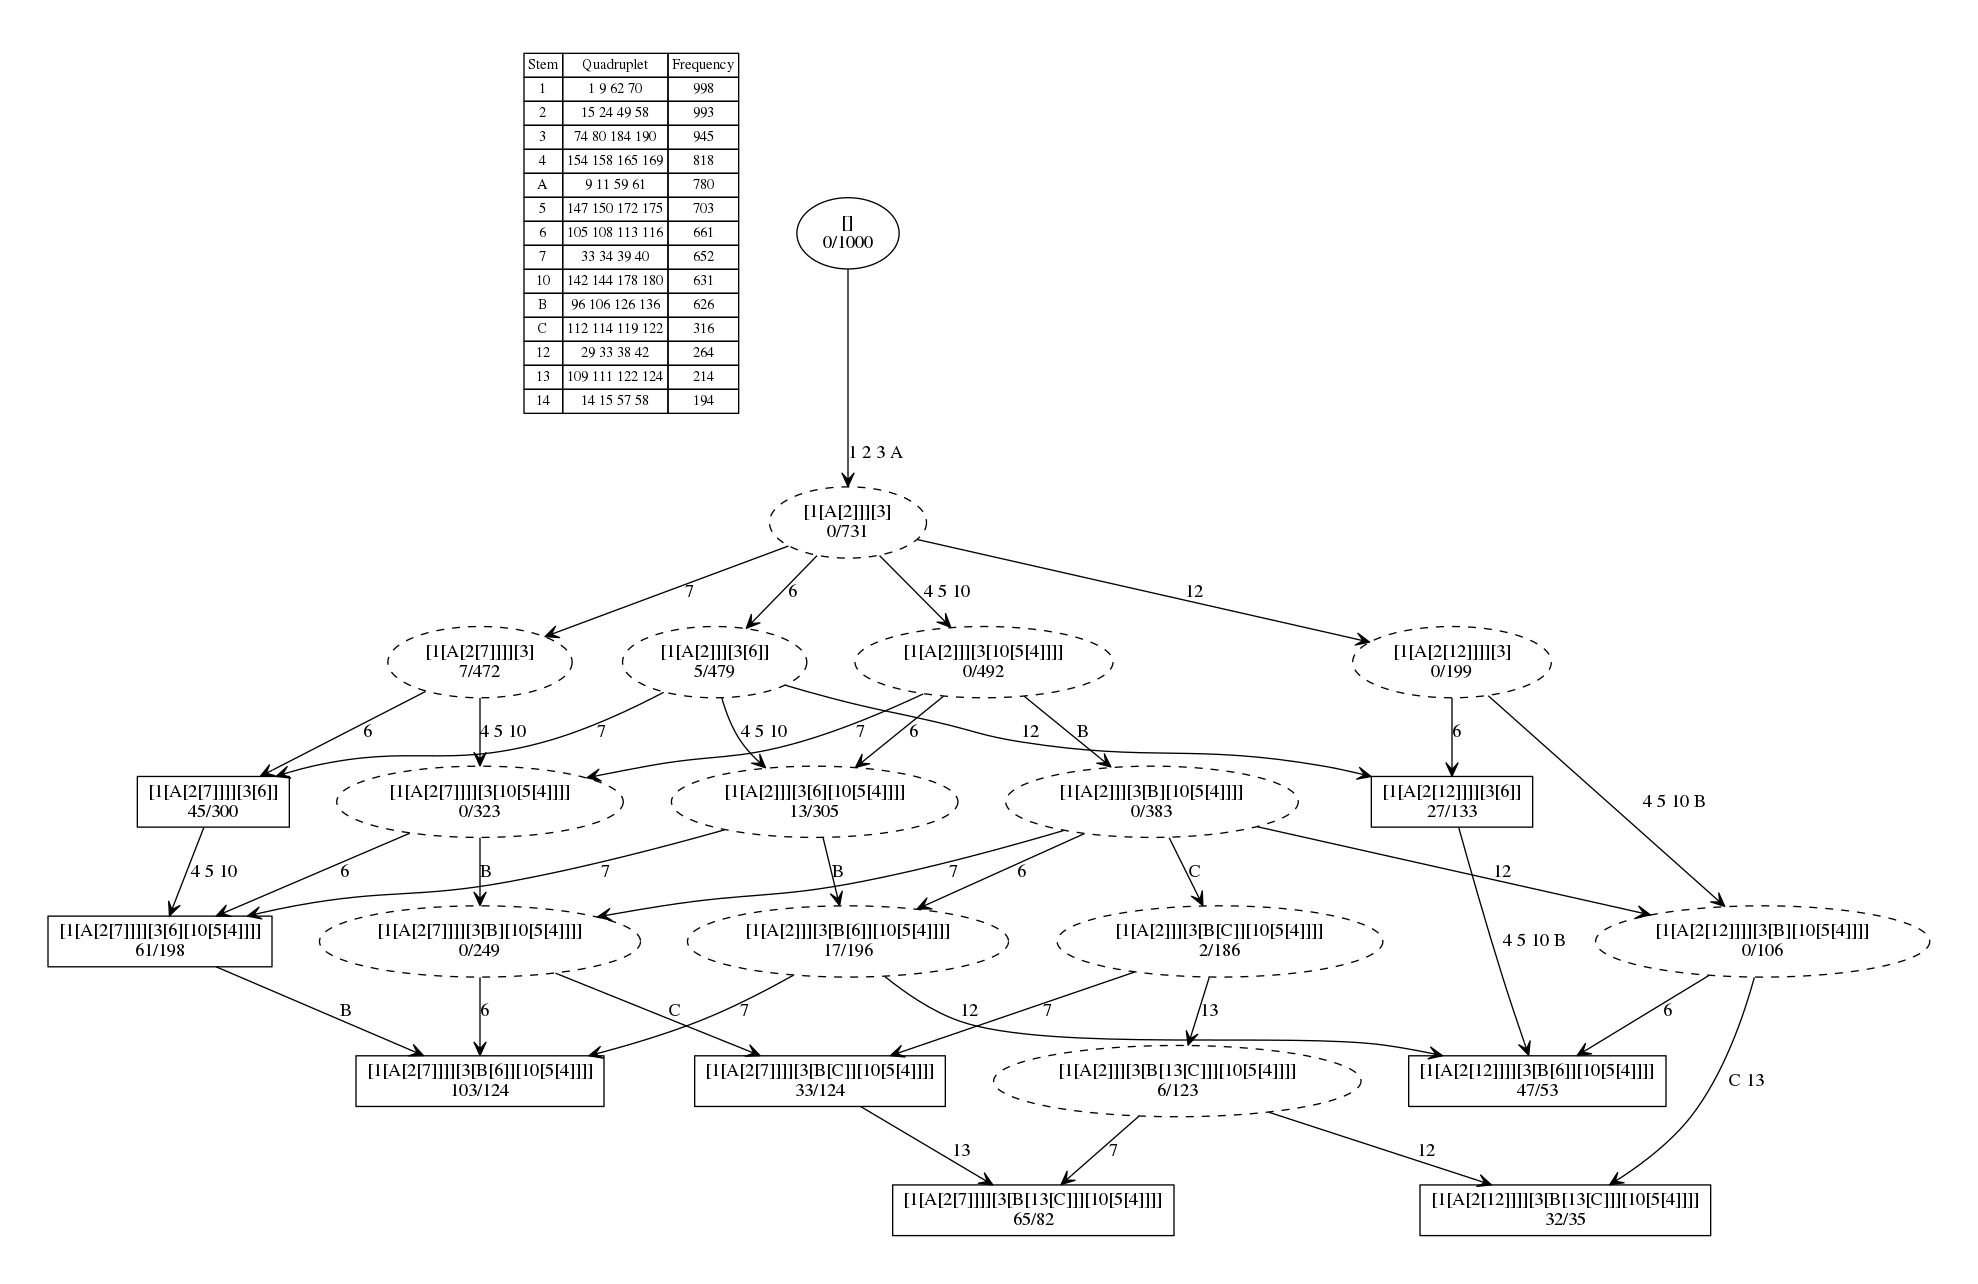 Stem Quadruplet Frequency
1 1 9 62 70 998
2 15 24 49 58 993
3 74 80 184 190 945
4 154 158 165 169 818
A 9 11 59 61 780
5 147 150 172 175 703
6 105 108 113 116 661
7 33 34 39 40 652
10 142 144 178 180 631
B 96 106 126 136 626
C 112 114 119 122 316
12 29 33 38 42 264
13 109 111 122 124 214
14 14 15 57 58 194
[]
0/1000
1 2 3 A
[1[A[2]]][3]
0/731
7 6 4 5 10 12
[1[A[2[7]]]][3]
7/472
[1[A[2]]][3[6]]
5/479
[1[A[2]]][3[10[5[4]]]]
0/492
[1[A[2[12]]]][3]
0/199
6 4 5 10 7 4 5 10 7 6 B 12 6
[1[A[2[7]]]][3[6]]
45/300
[1[A[2[7]]]][3[10[5[4]]]]
0/323
[1[A[2]]][3[6][10[5[4]]]]
13/305
[1[A[2]]][3[B][10[5[4]]]]
0/383
[1[A[2[12]]]][3[6]]
27/133
4 5 10 B
4 5 10 6 B 7 B 7 6 C 12
[1[A[2[7]]]][3[6][10[5[4]]]]
61/198
[1[A[2[7]]]][3[B][10[5[4]]]]
0/249
[1[A[2]]][3[B[6]][10[5[4]]]]
17/196
[1[A[2]]][3[B[C]][10[5[4]]]]
2/186
4 5 10 B
[1[A[2[12]]]][3[B][10[5[4]]]]
0/106
B 6 C 7 12 7 13 6
[1[A[2[7]]]][3[B[6]][10[5[4]]]]
103/124
[1[A[2[7]]]][3[B[C]][10[5[4]]]]
33/124
[1[A[2]]][3[B[13[C]]][10[5[4]]]]
6/123
[1[A[2[12]]]][3[B[6]][10[5[4]]]]
47/53
C 13
13 7 12
[1[A[2[7]]]][3[B[13[C]]][10[5[4]]]]
65/82
[1[A[2[12]]]][3[B[13[C]]][10[5[4]]]]
32/35